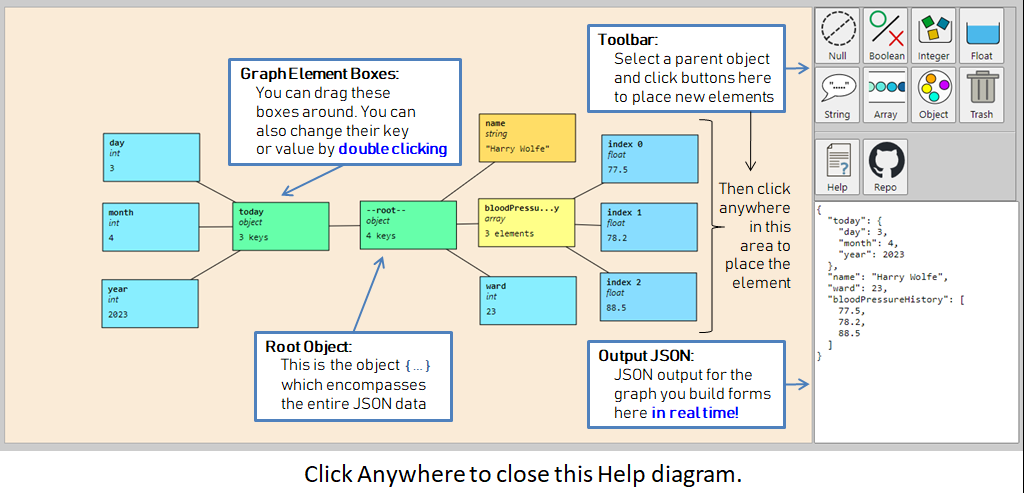 Graph Element Boxes:
You can drag these
boxes around. You can
also change their key
or value by double clicking
Toolbar:
Select a parent object
and click buttons here
to place new elements
Null
Boolean
Integer
Float
"....."
String
Array
Object
Trash
?
Help
Repo
day
int
3
month
int
4
year
int
2023
today
object
3 keys
--root--
object
4 keys
name
string
"Harry Wolfe"
bloodPressu...y
array
3 elements
ward
int
23
index 0
float
77.5
index 1
float
78.2
index 2
float
88.5
Then click
anywhere
in this
area to
place the
element
Root Object:
This is the object {...}
which encompasses
the entire JSON data
Output JSON:
JSON output for the
graph you build forms
here in real time!
{
"today": {
"day": 3,
"month": 4,
"year": 2023
},
"name": "Harry Wolfe",
"ward": 23,
"bloodPressureHistory": [
77.5,
78.2,
88.5
]
}
Click Anywhere to close this Help diagram.